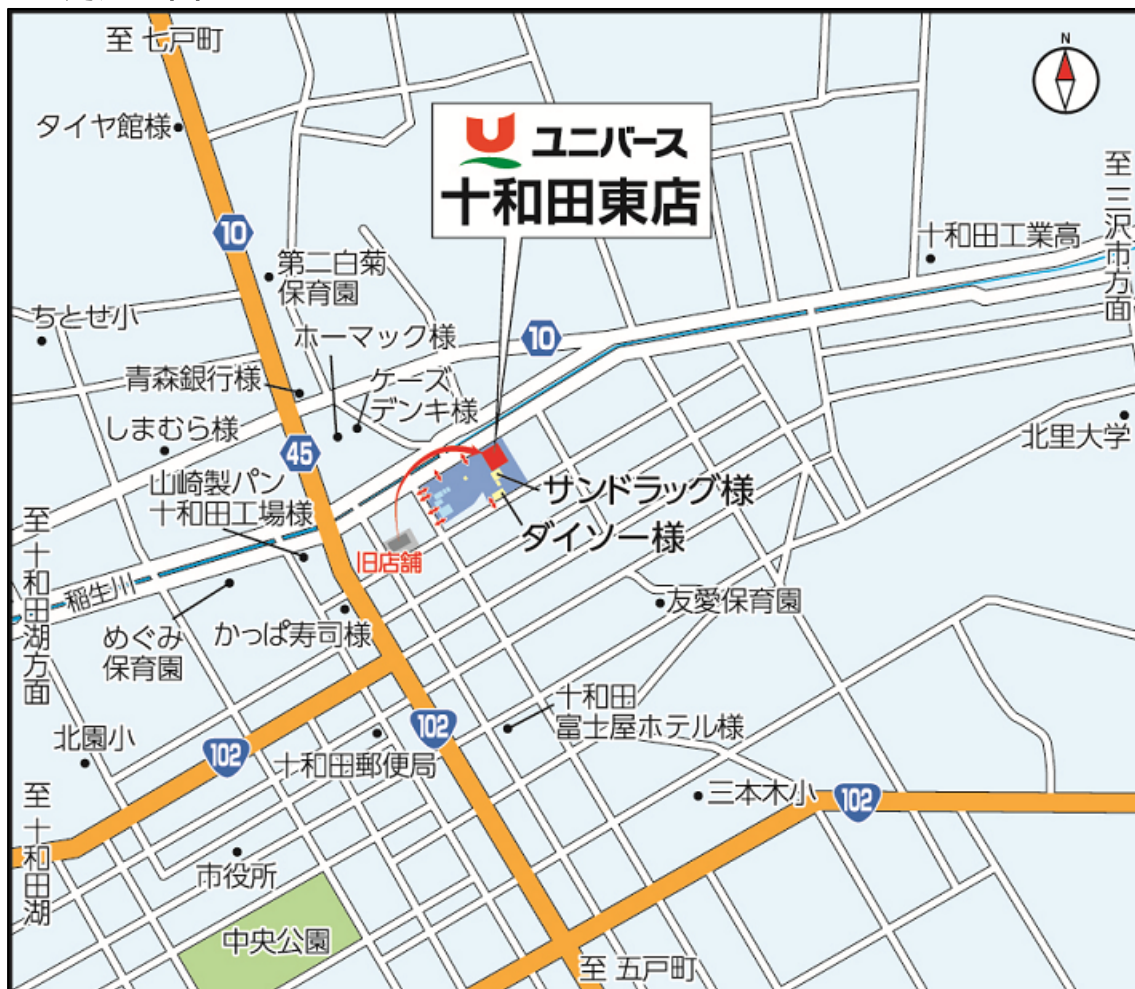 至 七戸町
N
タイヤ館様
ユニバース
十和田東店
至 三沢市方面
10
十和田工業高
第二白菊
保育園
ちとせ小
ホーマック様
10
青森銀行様
ケーズ
デンキ様
しまむら様
北里大学
45
山崎製パン
十和田工場様
サンドラッグ様
ダイソー様
至 十和田湖方面
旧店舗
稲生川
友愛保育園
めぐみ
保育園
かっぱ寿司様
十和田
富士屋ホテル様
102
北園小
102
十和田郵便局
三本木小
102
至 十和田湖
市役所
中央公園
至 五戸町